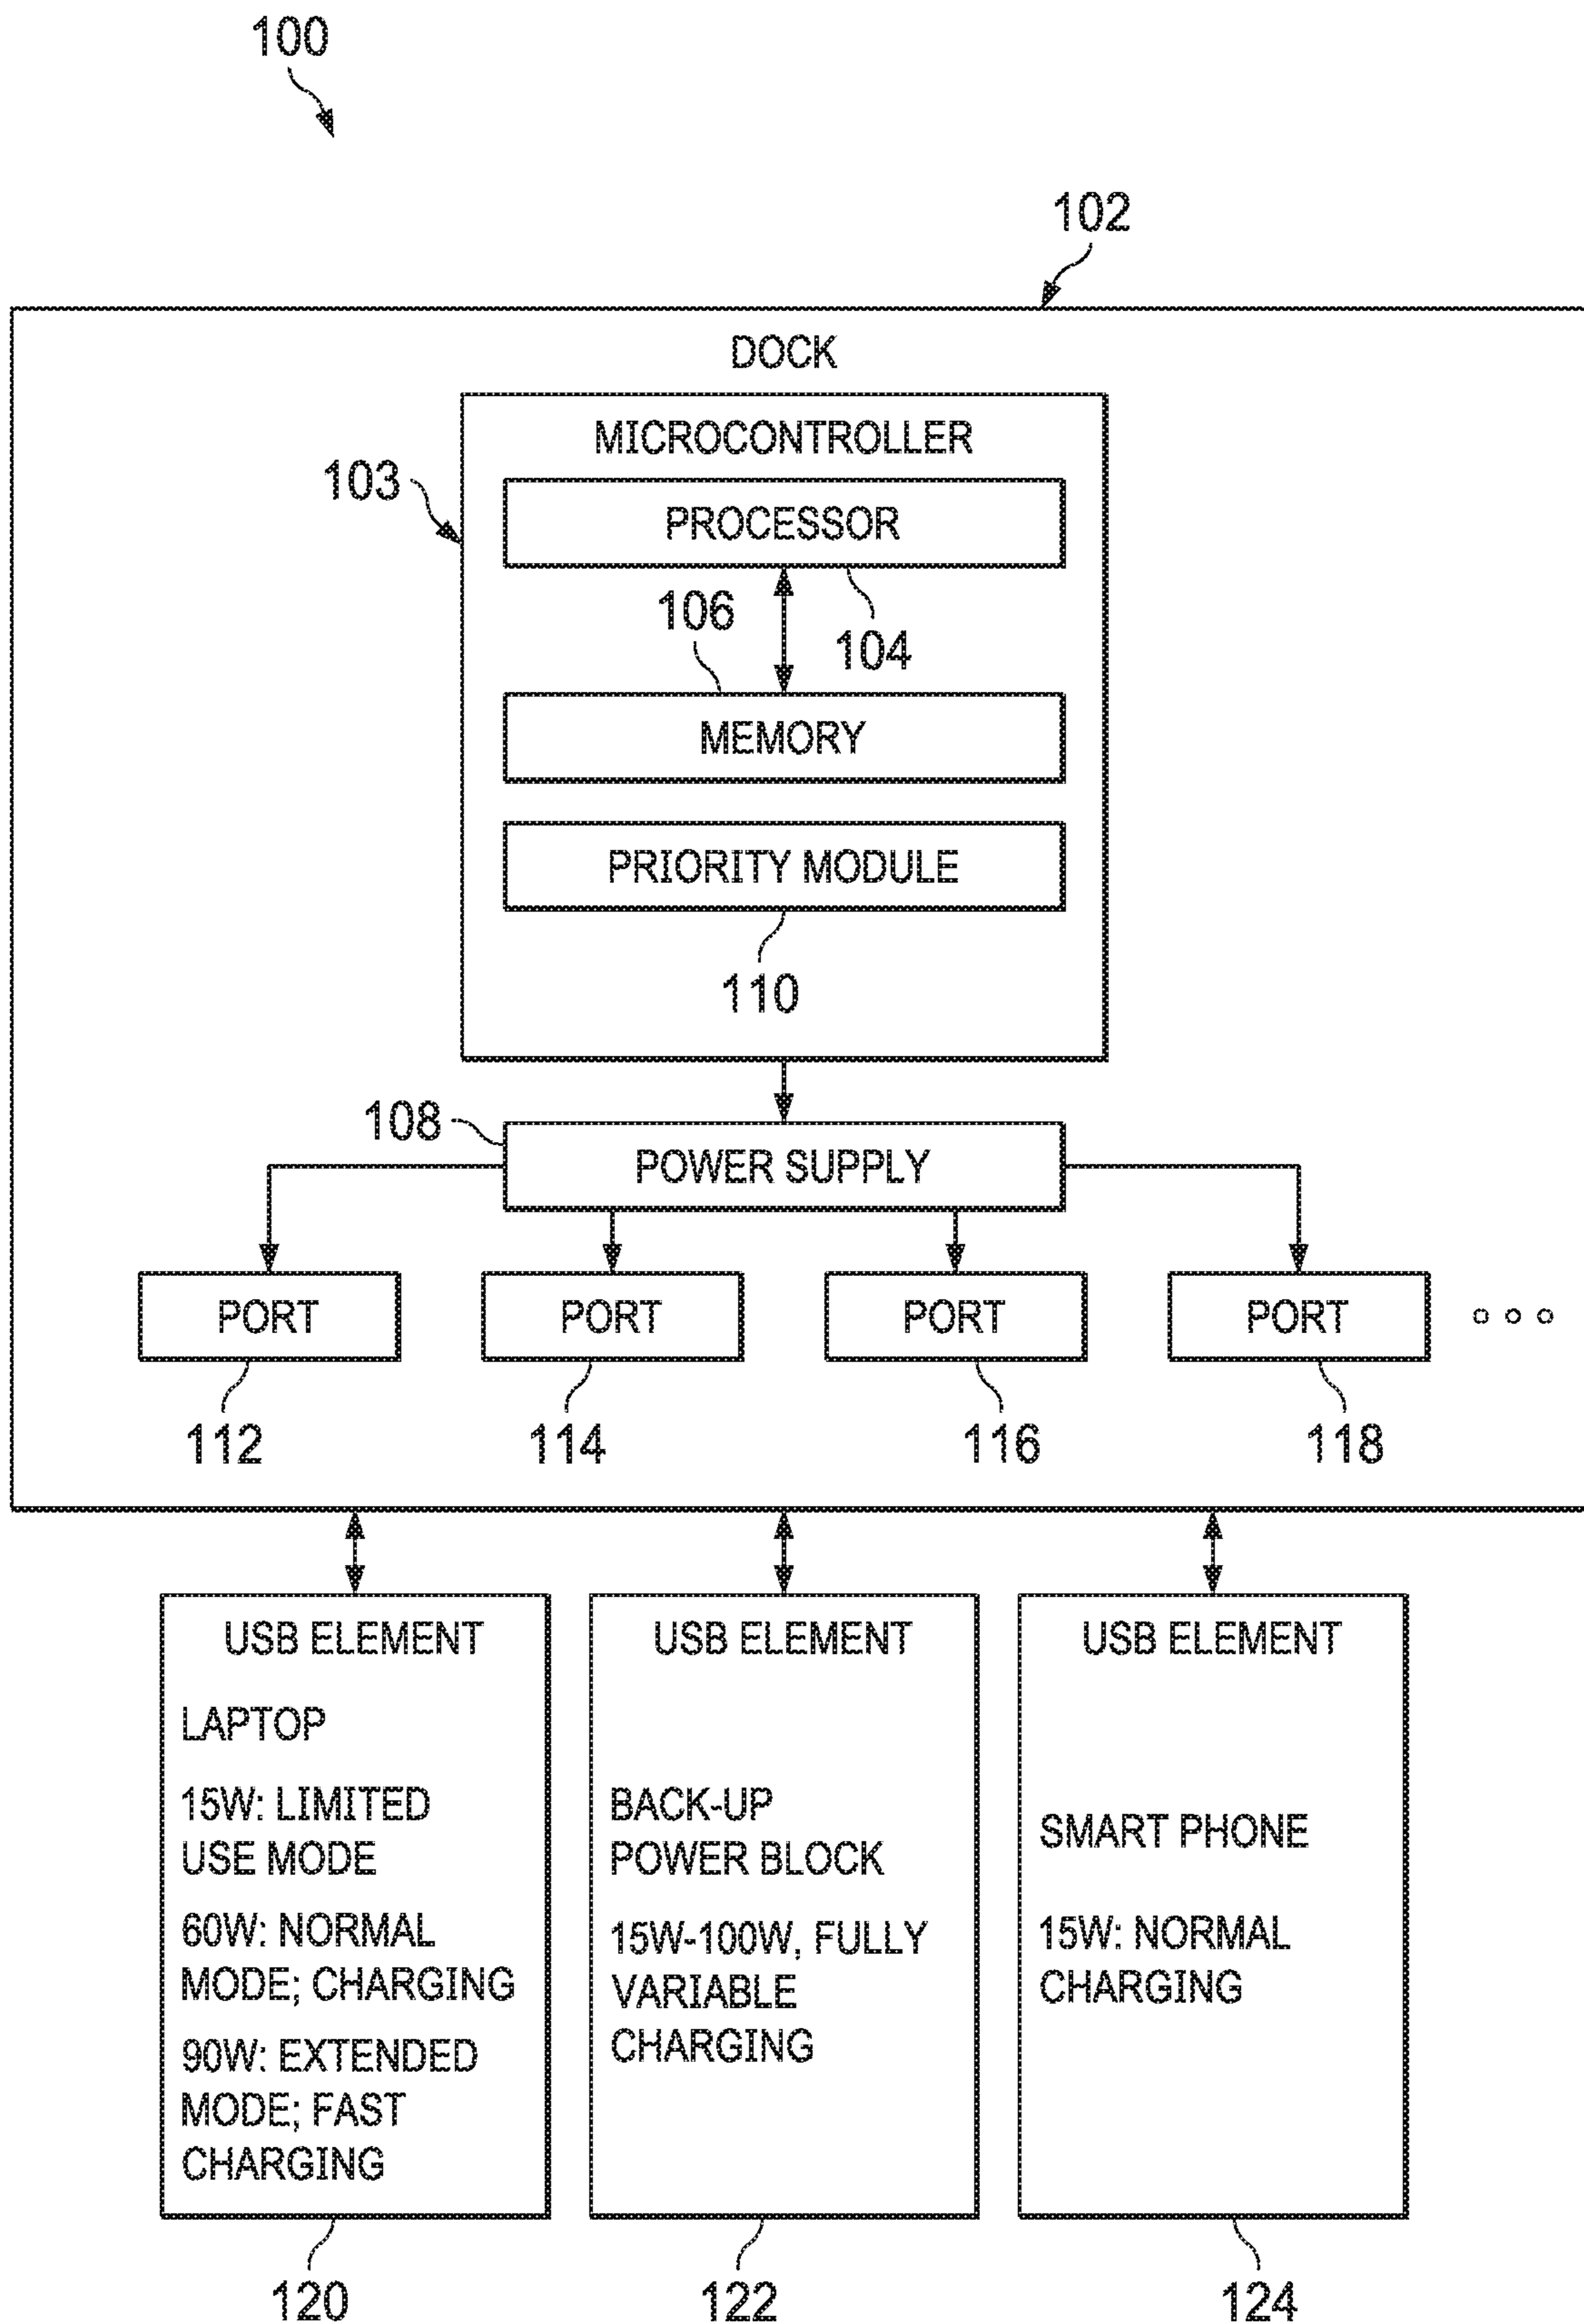 100
102
DOCK
MICROCONTROLLER
103
PROCESSOR
106
104
MEMORY
PRIORITY MODULE
110
108
POWER SUPPLY
PORT
PORT
PORT
PORT
112
114
116
118
USB ELEMENT
LAPTOP
15W: LIMITED
USE MODE
60W: NORMAL
MODE; CHARGING
90W: EXTENDED
MODE; FAST
CHARGING
USB ELEMENT
BACK-UP
POWER BLOCK
15W-100W, FULLY
VARIABLE
CHARGING
USB ELEMENT
SMART PHONE
15W: NORMAL
CHARGING
120
122
124